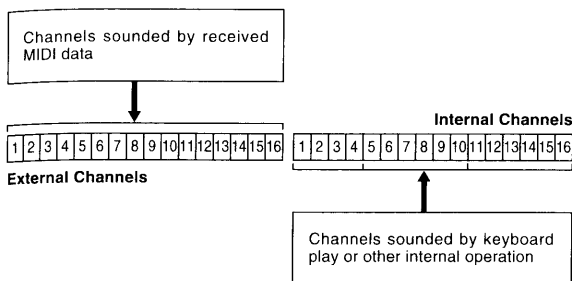 Channels sounded by received
MIDI data
Internal Channels
1 2 3 4 5 6 7 8 9 10 11 12 13 14 15 16
1 2 3 4 5 6 7 8 9 10 11 12 13 14 15 16
External Channels
Channels sounded by keyboard
play or other internal operation